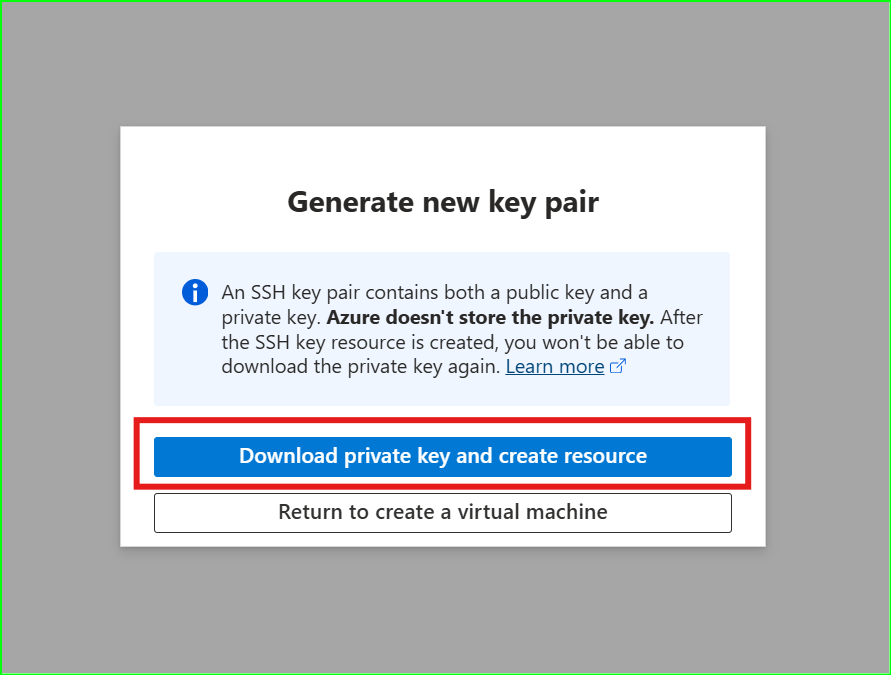 Generate new key pair
An SSH key pair contains both a public key and a
private key. Azure doesn't store the private key. After
the SSH key resource is created, you won't be able to
download the private key again. Learn more
Download private key and create resource
Return to create a virtual machine